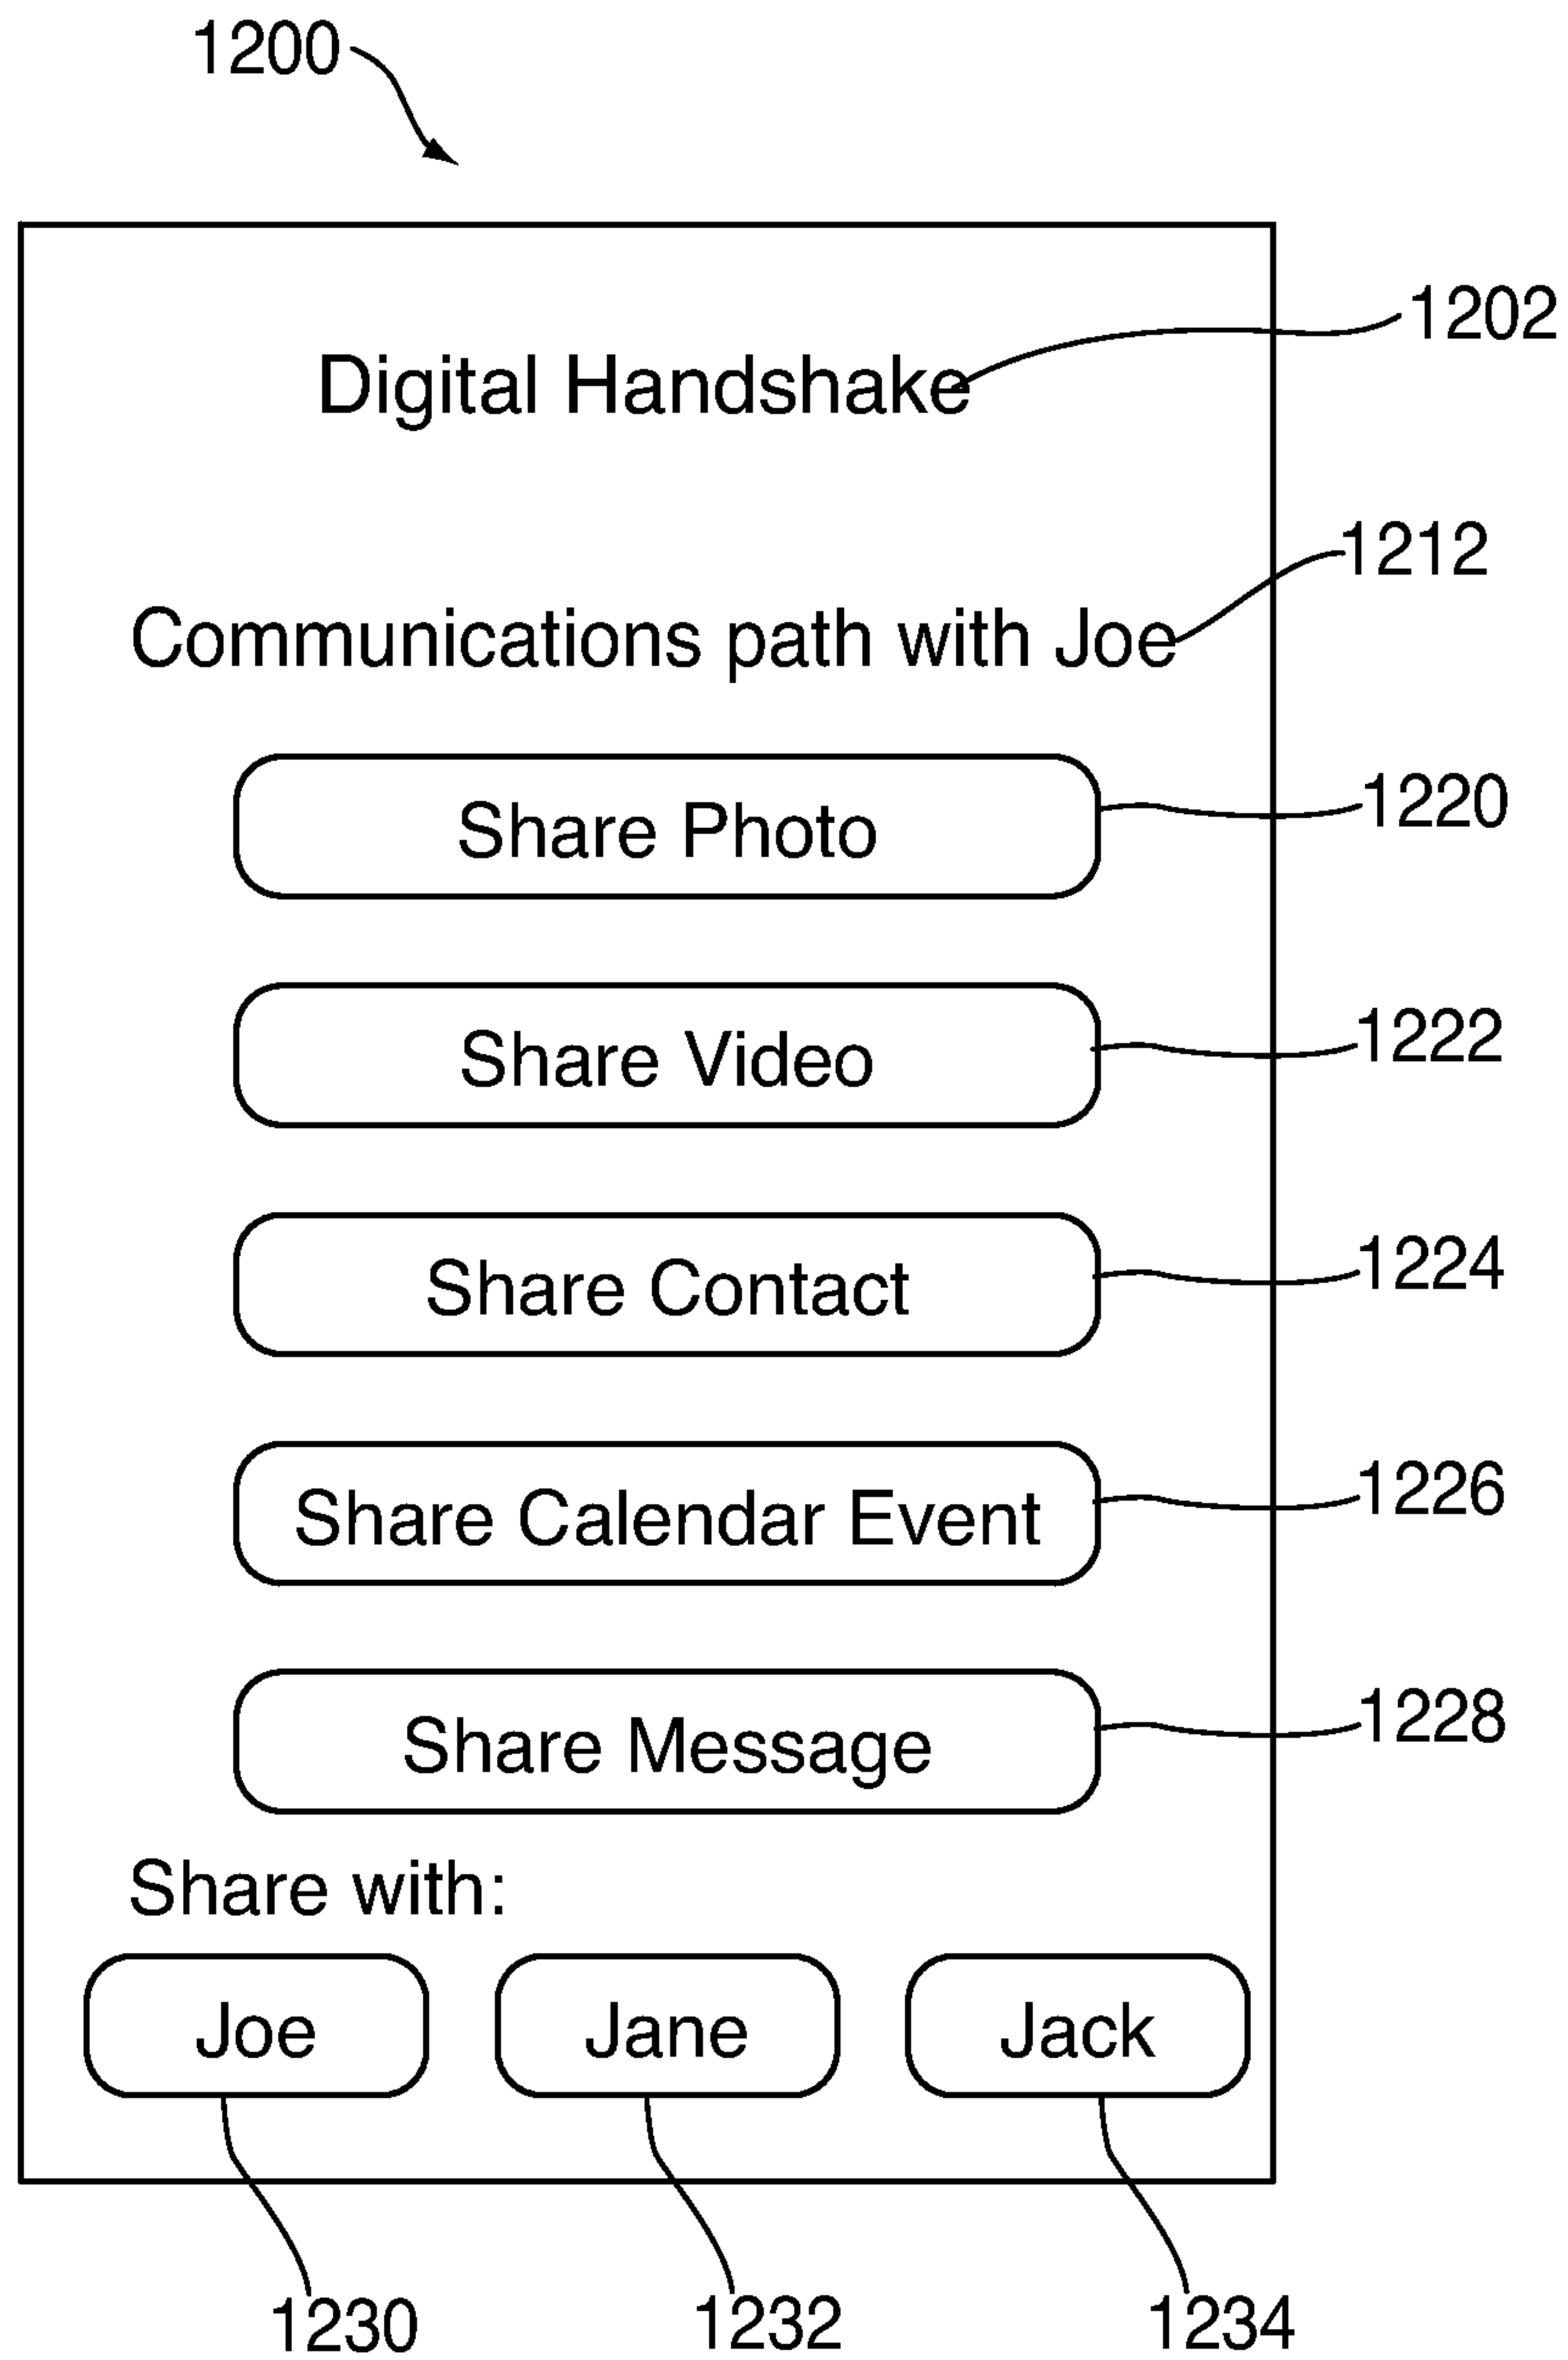 1200
Digital Handshake
1202
Communications path with Joe
1212
Share Photo
1220
Share Video
1222
Share Contact
1224
Share Calendar Event
1226
Share Message
1228
Share with:
Joe
Jane
Jack
1230
1232
1234